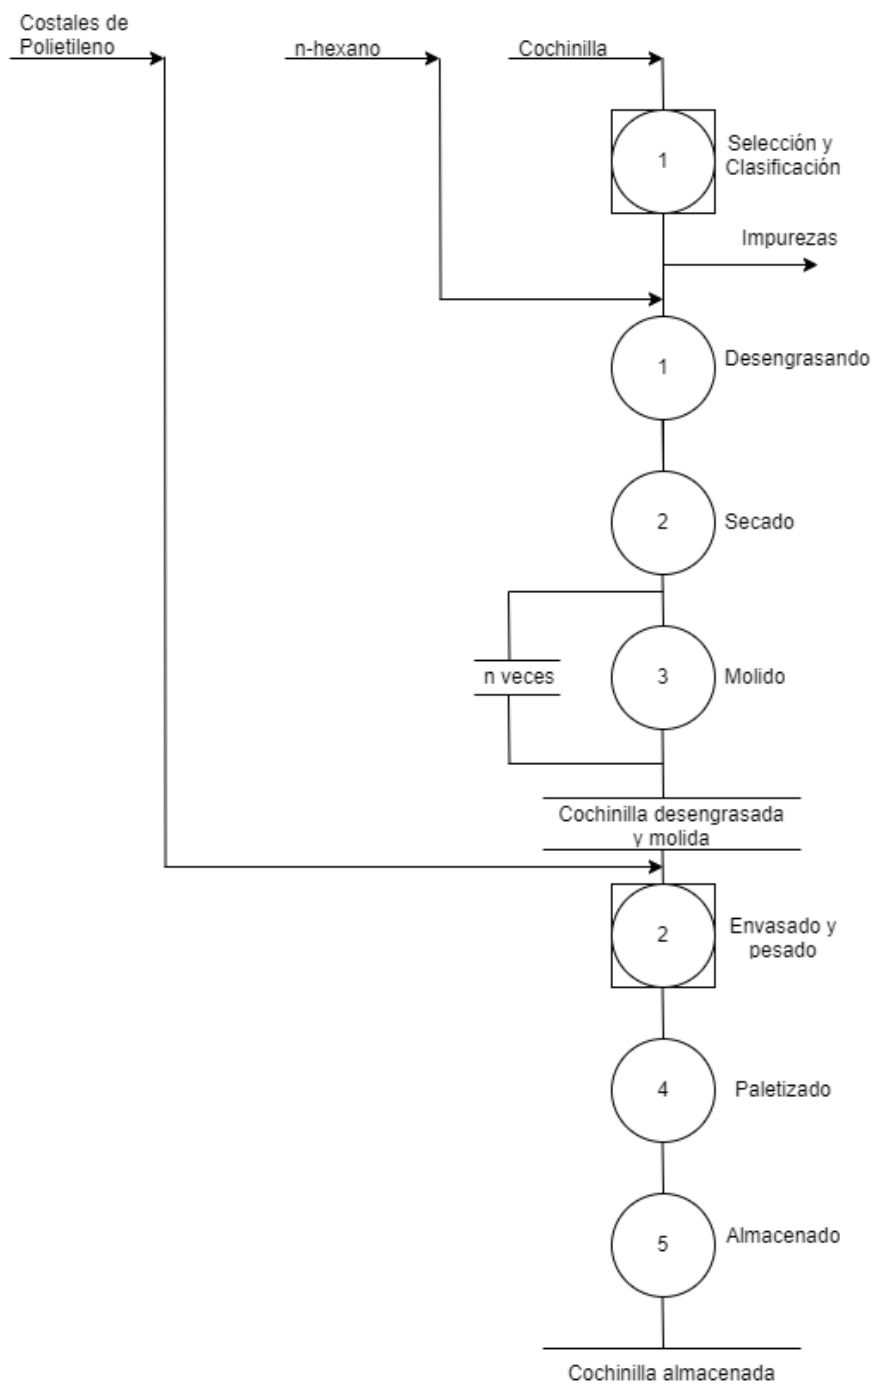 Costales de
Polietileno
n-hexano
Cochinilla
1
Selección y
Clasificación
Impurezas
1
Desengrasando
2
Secado
n veces
3
Molido
Cochinilla desengrasada
y molida
2
Envasado y
pesado
4
Paletizado
5
Almacenado
Cochinilla almacenada